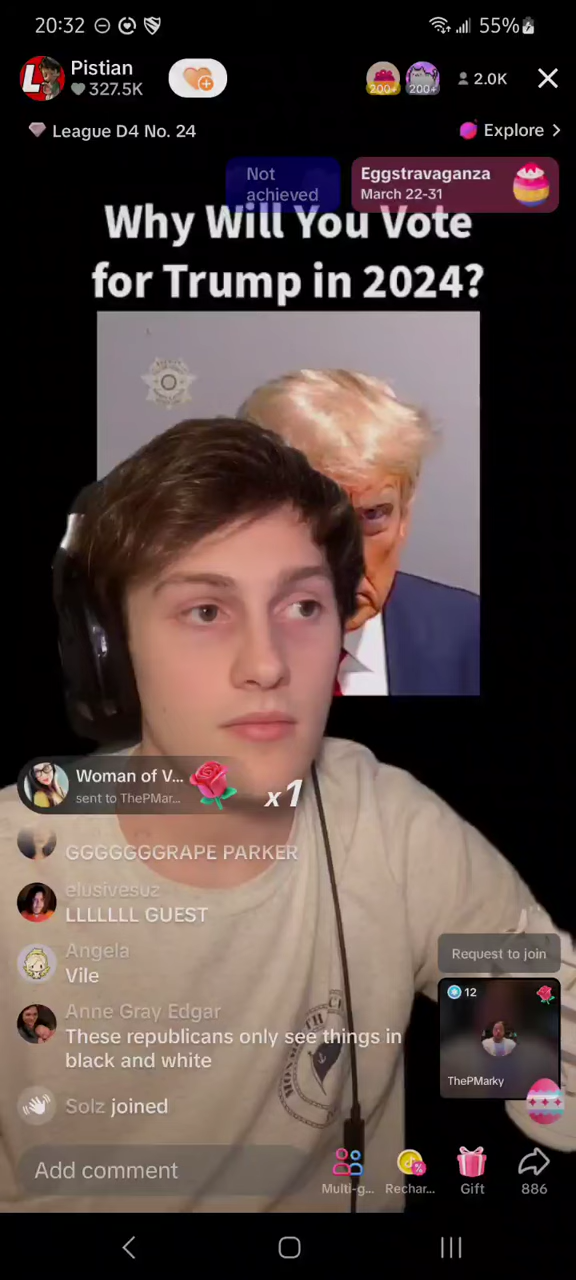 20:32
55%
Pistian
327.5K
200+
200+
2.0K
League D4 No. 24
Explore >
Not
achieved
Eggstravaganza
March 22-31
Why Will You Vote
for Trump in 2024?
Woman of V...
sent to ThePMar...
x1
GGGGGGGRAPE PARKER
elusivesuz
LLLLLLL GUEST
Angela
Vile
Anne Gray Edgar
These republicans only see things in
black and white
Solz joined
Request to join
12
ThePMarky
Add comment
Multi-g...
Rechar...
Gift
886